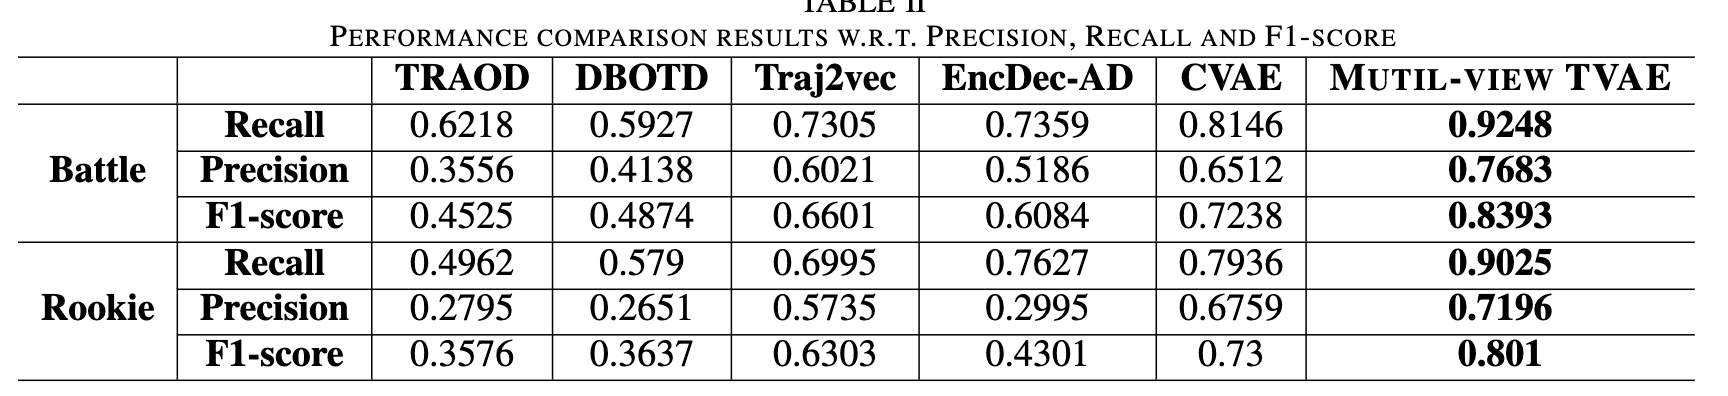 TABLE II
PERFORMANCE COMPARISON RESULTS W.R.T. PRECISION, RECALL AND F1-SCORE
TRAOD DBOTD Traj2vec EncDec-AD CVAE MUTIL-VIEW TVAE
Battle
Recall 0.6218 0.5927 0.7305 0.7359 0.8146 0.9248
Precision 0.3556 0.4138 0.6021 0.5186 0.6512 0.7683
F1-score 0.4525 0.4874 0.6601 0.6084 0.7238 0.8393
Rookie
Recall 0.4962 0.579 0.6995 0.7627 0.7936 0.9025
Precision 0.2795 0.2651 0.5735 0.2995 0.6759 0.7196
F1-score 0.3576 0.3637 0.6303 0.4301 0.73 0.801